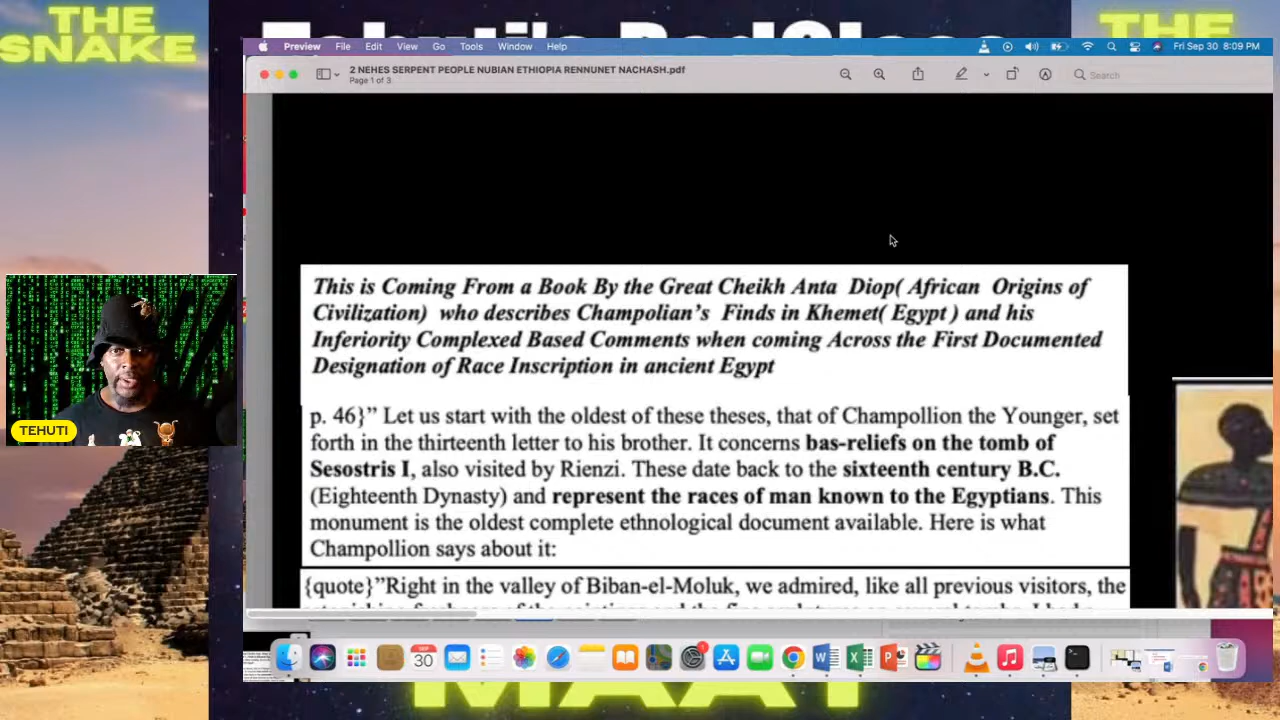 THE
SNAKE
THE
Preview File Edit View Go Tools Window Help
Fri Sep 30 8:09 PM
2 NEHES SERPENT PEOPLE NUBIAN ETHIOPIA RENNUNET NACHASH.pdf
Page 1 of 3
Search
This is Coming From a Book By the Great Cheikh Anta Diop( African Origins of
Civilization) who describes Champolian's Finds in Khemet( Egypt ) and his
Inferiority Complexed Based Comments when coming Across the First Documented
Designation of Race Inscription in ancient Egypt
p. 46}” Let us start with the oldest of these theses, that of Champollion the Younger, set
forth in the thirteenth letter to his brother. It concerns bas-reliefs on the tomb of
Sesostris I, also visited by Rienzi. These date back to the sixteenth century B.C.
(Eighteenth Dynasty) and represent the races of man known to the Egyptians. This
monument is the oldest complete ethnological document available. Here is what
Champollion says about it:
{quote}”Right in the valley of Biban-el-Moluk, we admired, like all previous visitors, the
TEHUTI
SEP
30
1
MAAT